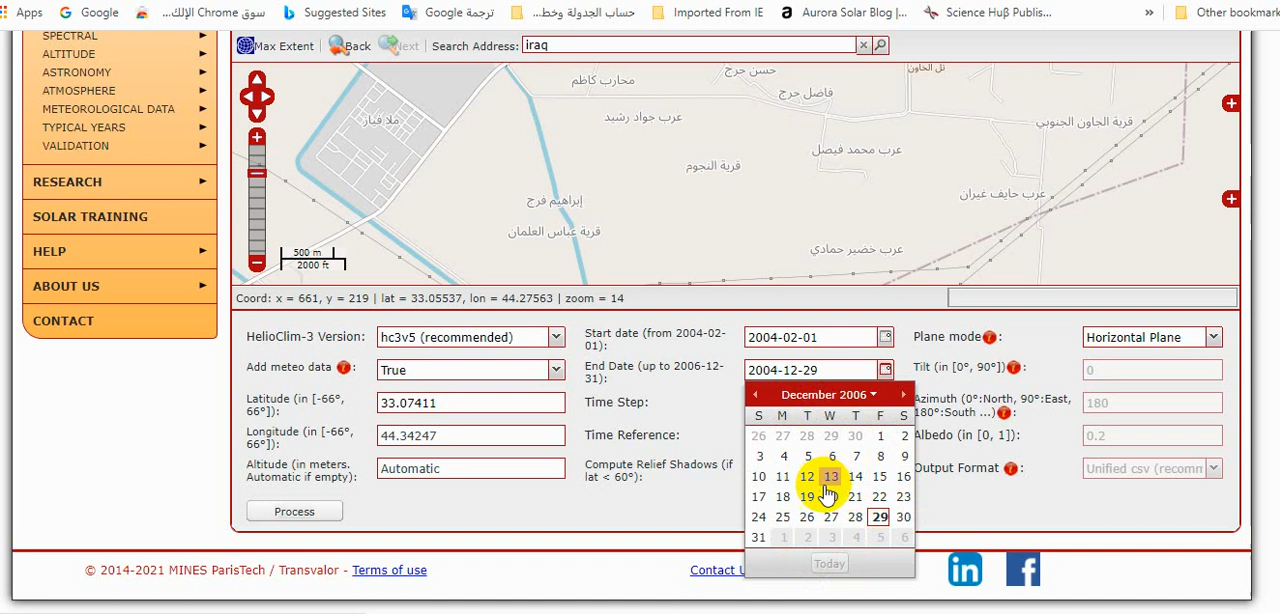 Apps Google سوق Chrome الإلك... Suggested Sites Google ترجمة حساب الجدولة وخط... Imported From IE Aurora Solar Blog |... Science Huβ Publis... » Other bookmark
SPECTRAL
ALTITUDE
ASTRONOMY
ATMOSPHERE
METEOROLOGICAL DATA
TYPICAL YEARS
VALIDATION
RESEARCH
SOLAR TRAINING
HELP
ABOUT US
CONTACT
Max Extent Back Next Search Address: iraq
محارب كاظم
حسن حرج
تل الحاون
فاضل حرج
ملا فياز
عرب جواد رشيد
قرية الجاون الجنوبي
عرب محمد فيصل
قرية النجوم
إبراهيم فرج
عرب حايف غيران
قرية عباس العلمان
عرب خضير حمادي
500 m
2000 ft
Coord: x = 661, y = 219 | lat = 33.05537, lon = 44.27563 | zoom = 14
HelioClim-3 Version: hc3v5 (recommended)
Add meteo data : True
Latitude (in [-66°, 66°]): 33.07411
Longitude (in [-66°, 66°]): 44.34247
Altitude (in meters. Automatic if empty): Automatic
Process
Start date (from 2004-02-01): 2004-02-01
End Date (up to 2006-12-31): 2004-12-29
Time Step:
Time Reference:
Compute Relief Shadows (if lat < 60°):
December 2006
S M T W T F S
26 27 28 29 30 1 2
3 4 5 6 7 8 9
10 11 12 13 14 15 16
17 18 19 21 22 23
24 25 26 27 28 29 30
31 1 2 3 4 5 6
Today
Plane mode : Horizontal Plane
Tilt (in [0°, 90°]) : 0
Azimuth (0°:North, 90°:East, 180°:South ...) : 180
Albedo (in [0, 1]): 0.2
Output Format : Unified csv (recomm
© 2014-2021 MINES ParisTech / Transvalor - Terms of use
Contact U
in f